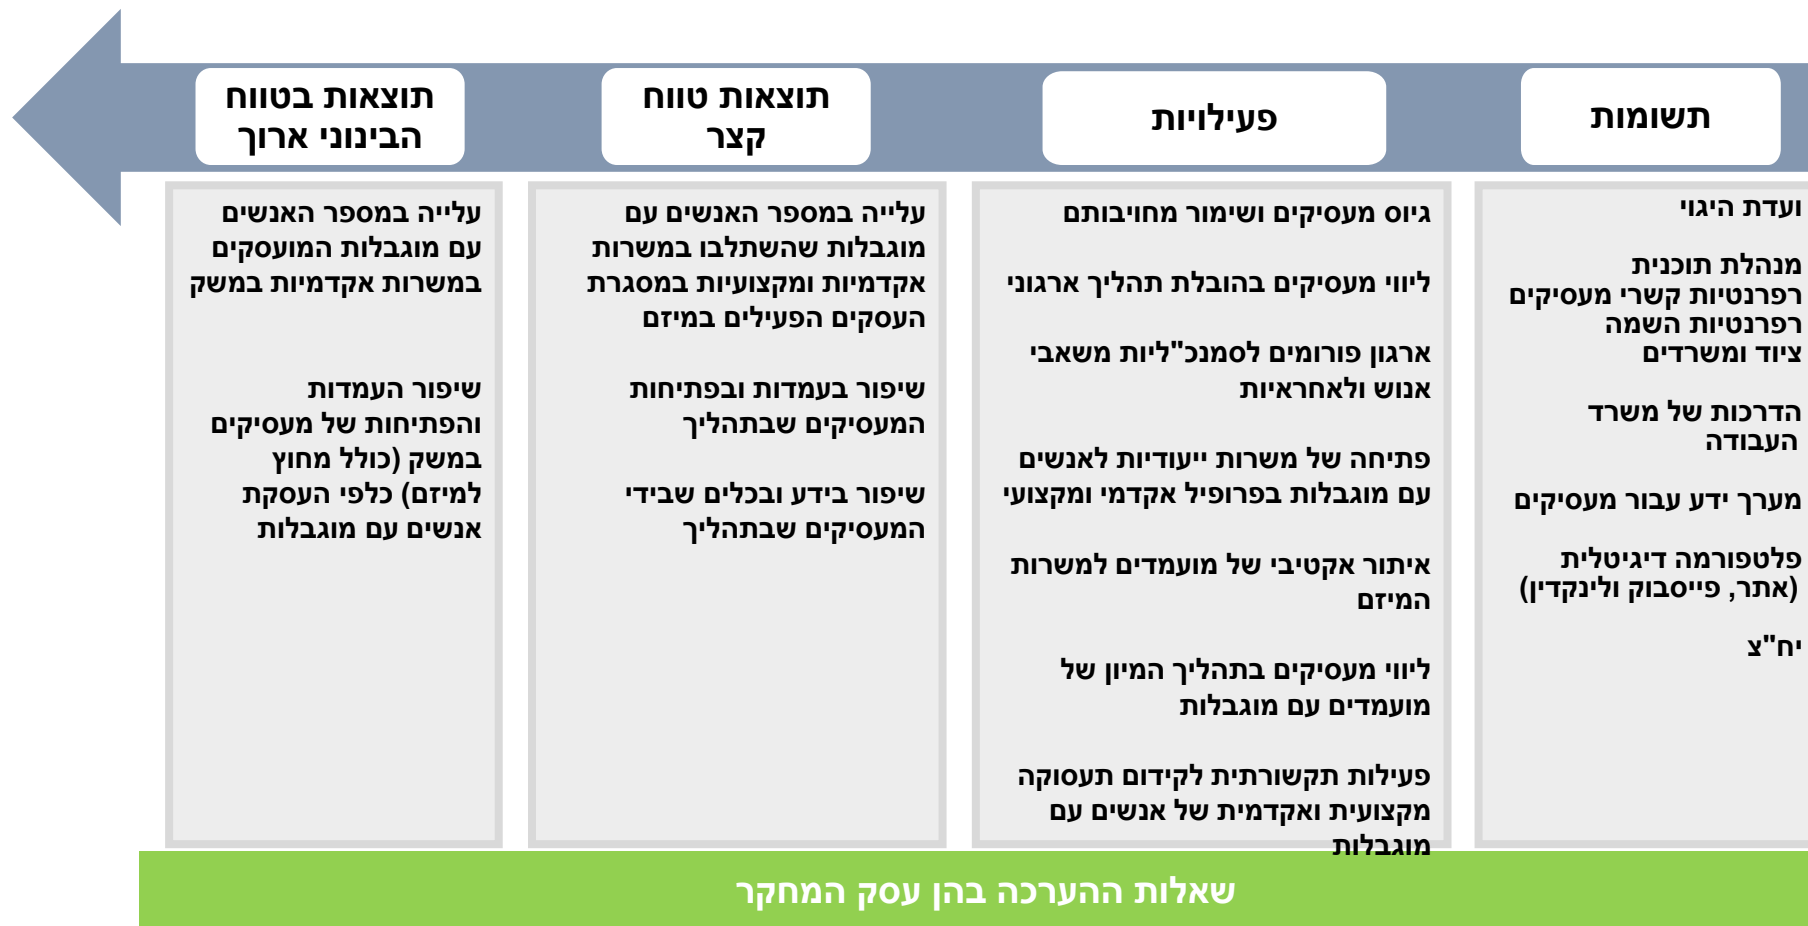 תשומות
ועדת היגוי
מנהלת תוכנית
רפרנטיות קשרי מעסיקים
רפרנטיות השמה
ציוד ומשרדים
הדרכות של משרד
העבודה
מערך ידע עבור מעסיקים
פלטפורמה דיגיטלית
(אתר, פייסבוק ולינקדין)
יח"צ
פעילויות
גיוס מעסיקים ושימור מחויבותם
ליווי מעסיקים בהובלת תהליך ארגוני
ארגון פורומים לסמנכ"ליות משאבי
אנוש ולאחראיות
פתיחה של משרות ייעודיות לאנשים
עם מוגבלות בפרופיל אקדמי ומקצועי
איתור אקטיבי של מועמדים למשרות
המיזם
ליווי מעסיקים בתהליך המיון של
מועמדים עם מוגבלות
פעילות תקשורתית לקידום תעסוקה
מקצועית ואקדמית של אנשים עם
מוגבלות
תוצאות טווח
קצר
עלייה במספר האנשים עם
מוגבלות שהשתלבו במשרות
אקדמיות ומקצועיות במסגרת
העסקים הפעילים במיזם
שיפור בעמדות ובפתיחות
המעסיקים שבתהליך
שיפור בידע ובכלים שבידי
המעסיקים שבתהליך
תוצאות בטווח
הבינוני ארוך
עלייה במספר האנשים
עם מוגבלות המועסקים
במשרות אקדמיות במשק
שיפור העמדות
והפתיחות של מעסיקים
במשק (כולל מחוץ
למיזם) כלפי העסקת
אנשים עם מוגבלות
שאלות ההערכה בהן עסק המחקר